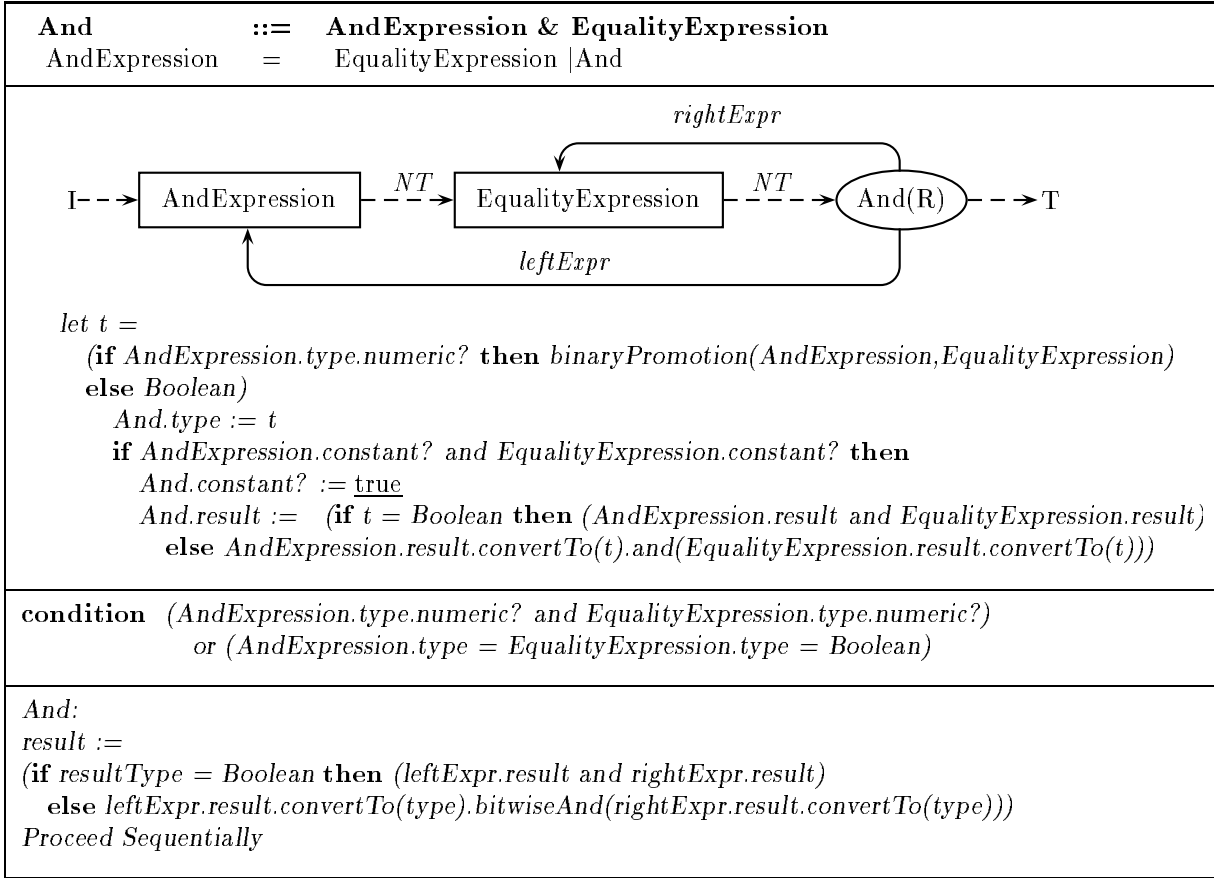 And ::= AndExpression & EqualityExpression
AndExpression = EqualityExpression |And
rightExpr
I AndExpression NT EqualityExpression NT And(R) T
leftExpr
let t =
(if AndExpression.type.numeric? then binaryPromotion(AndExpression,EqualityExpression)
else Boolean)
And.type := t
if AndExpression.constant? and EqualityExpression.constant? then
And.constant? := true
And.result := (if t = Boolean then (AndExpression.result and EqualityExpression.result)
else AndExpression.result.convertTo(t).and(EqualityExpression.result.convertTo(t)))
condition (AndExpression.type.numeric? and EqualityExpression.type.numeric?)
or (AndExpression.type = EqualityExpression.type = Boolean)
And:
result :=
(if resultType = Boolean then (leftExpr.result and rightExpr.result)
else leftExpr.result.convertTo(type).bitwiseAnd(rightExpr.result.convertTo(type)))
Proceed Sequentially